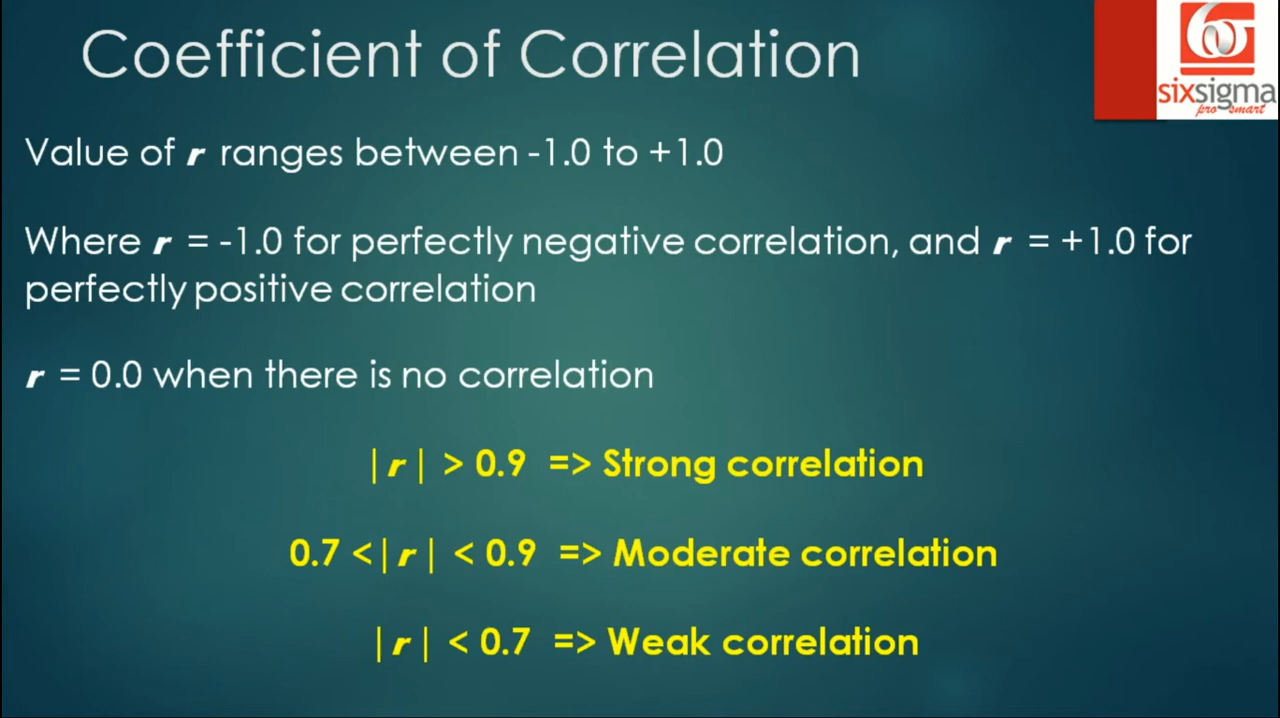 Coefficient of Correlation
6σ
sixsigma
pro smart
Value of r ranges between -1.0 to +1.0
Where r = -1.0 for perfectly negative correlation, and r = +1.0 for
perfectly positive correlation
r = 0.0 when there is no correlation
|r| > 0.9 => Strong correlation
0.7 <|r| < 0.9 => Moderate correlation
|r| < 0.7 => Weak correlation